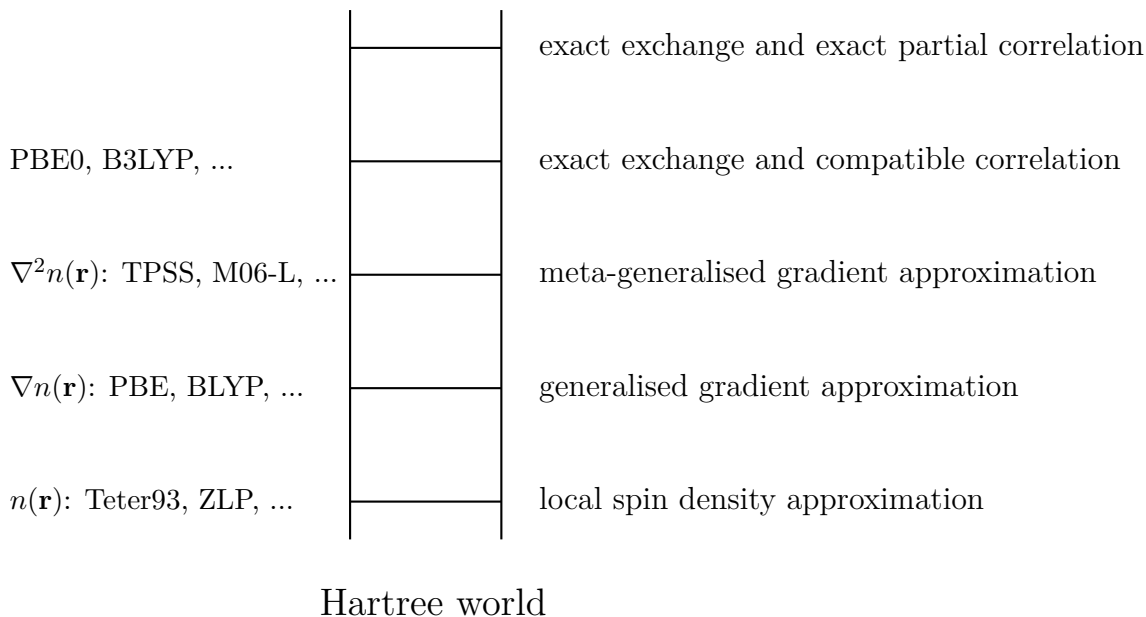 exact exchange and exact partial correlation
PBE0, B3LYP, ... exact exchange and compatible correlation
∇²n(r): TPSS, M06-L, ... meta-generalised gradient approximation
∇n(r): PBE, BLYP, ... generalised gradient approximation
n(r): Teter93, ZLP, ... local spin density approximation
Hartree world